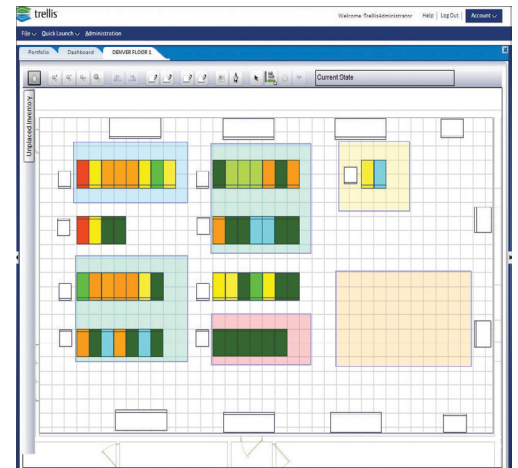 trellis
Welcome TrellisAdministrator Help | Log Out | Account
File Quick Launch Administration
Portfolio Dashboard DENVER FLOOR 1
Current State
Unplaced Inventory